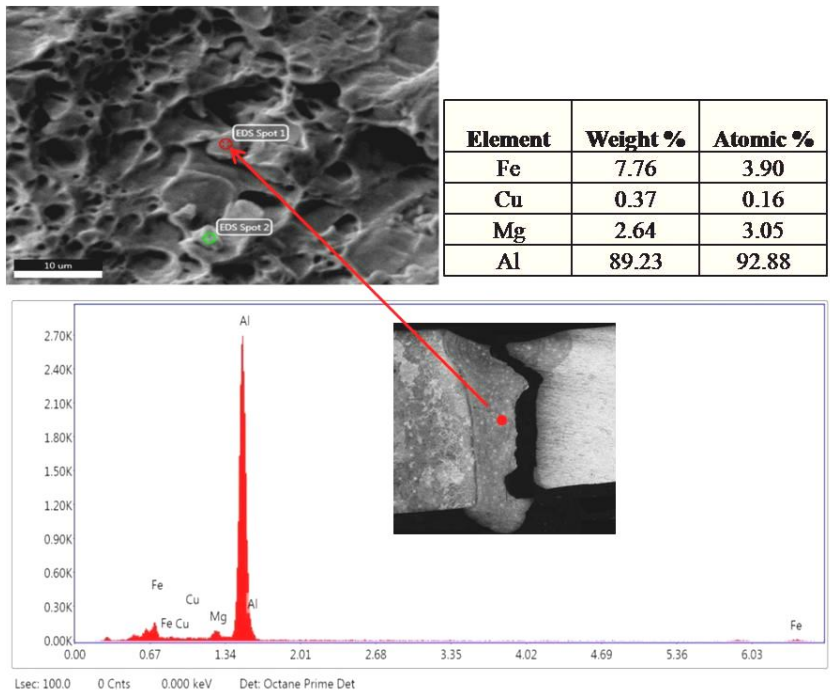 EDS Spot 1
EDS Spot 2
10 um
Element Weight % Atomic %
Fe 7.76 3.90
Cu 0.37 0.16
Mg 2.64 3.05
Al 89.23 92.88
2.70K
2.40K
2.10K
1.80K
1.50K
1.20K
0.90K
0.60K
0.30K
0.00K
Al
Fe
Cu
Fe Cu
Mg
Al
Fe
0.00 0.67 1.34 2.01 2.68 3.35 4.02 4.69 5.36 6.03
Lsec: 100.0 0 Cnts 0.000 keV Det: Octane Prime Det